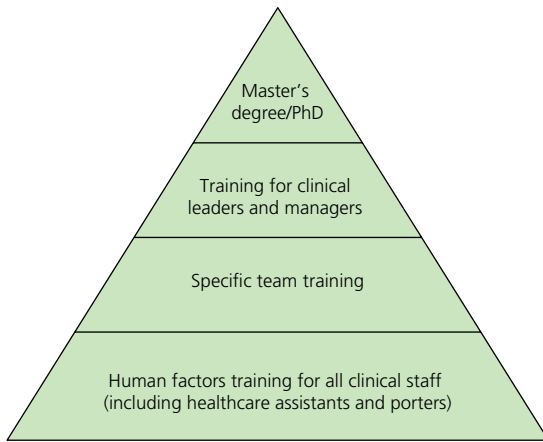 Master’s
degree/PhD
Training for clinical
leaders and managers
Specific team training
Human factors training for all clinical staff
(including healthcare assistants and porters)